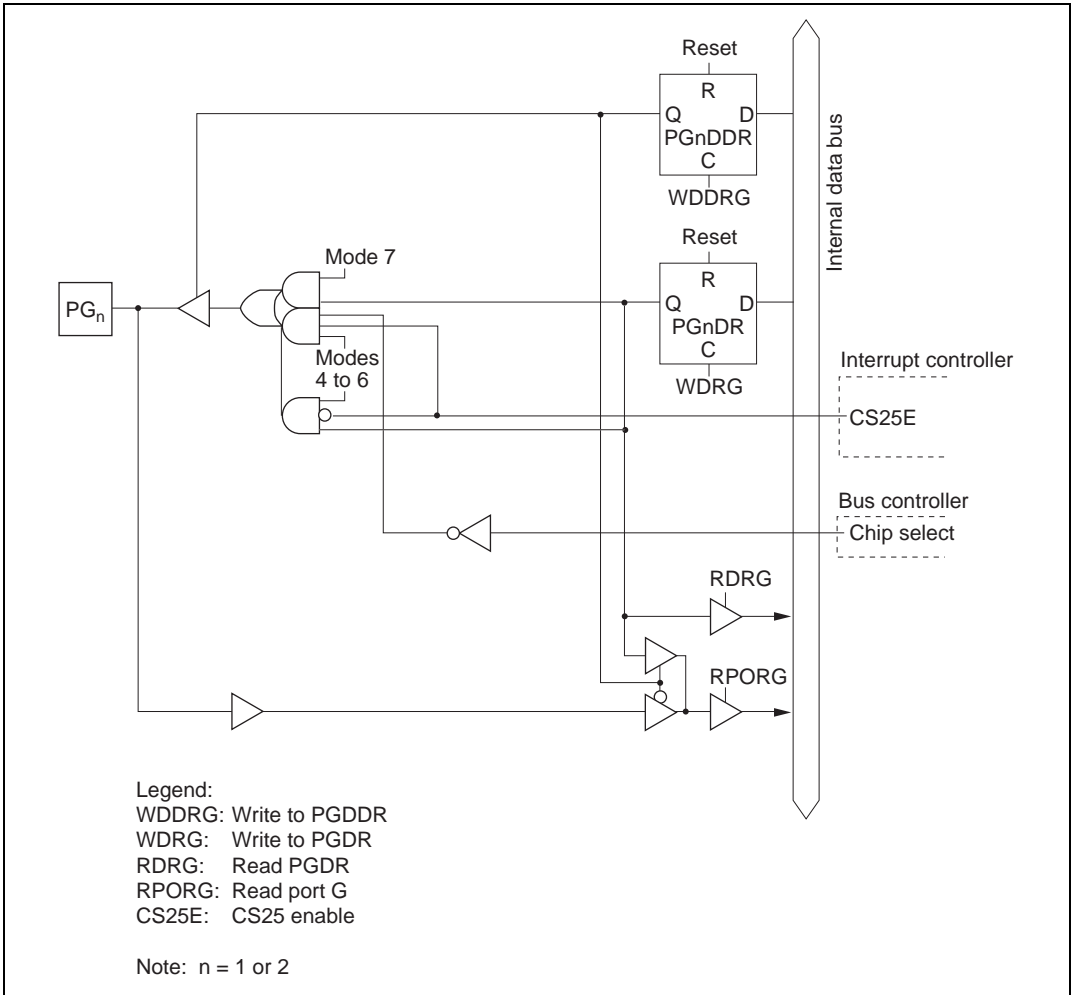 Reset
R
Q D
PGnDDR
C
WDDRG
Internal data bus
Reset
R
Q D
PGnDR
C
WDRG
Mode 7
PGn
Modes
4 to 6
Interrupt controller
CS25E
Bus controller
Chip select
RDRG
RPORG
Legend:
WDDRG: Write to PGDDR
WDRG: Write to PGDR
RDRG: Read PGDR
RPORG: Read port G
CS25E: CS25 enable
Note: n = 1 or 2